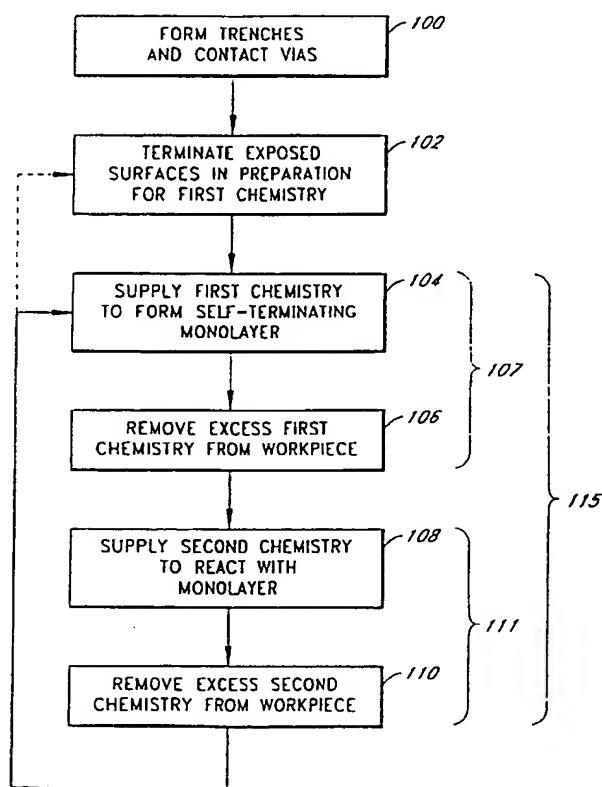 FORM TRENCHES
AND CONTACT VIAS
100
TERMINATE EXPOSED
SURFACES IN PREPARATION
FOR FIRST CHEMISTRY
102
SUPPLY FIRST CHEMISTRY
TO FORM SELF-TERMINATING
MONOLAYER
104
107
REMOVE EXCESS FIRST
CHEMISTRY FROM WORKPIECE
106
115
SUPPLY SECOND CHEMISTRY
TO REACT WITH
MONOLAYER
108
111
REMOVE EXCESS SECOND
CHEMISTRY FROM WORKPIECE
110